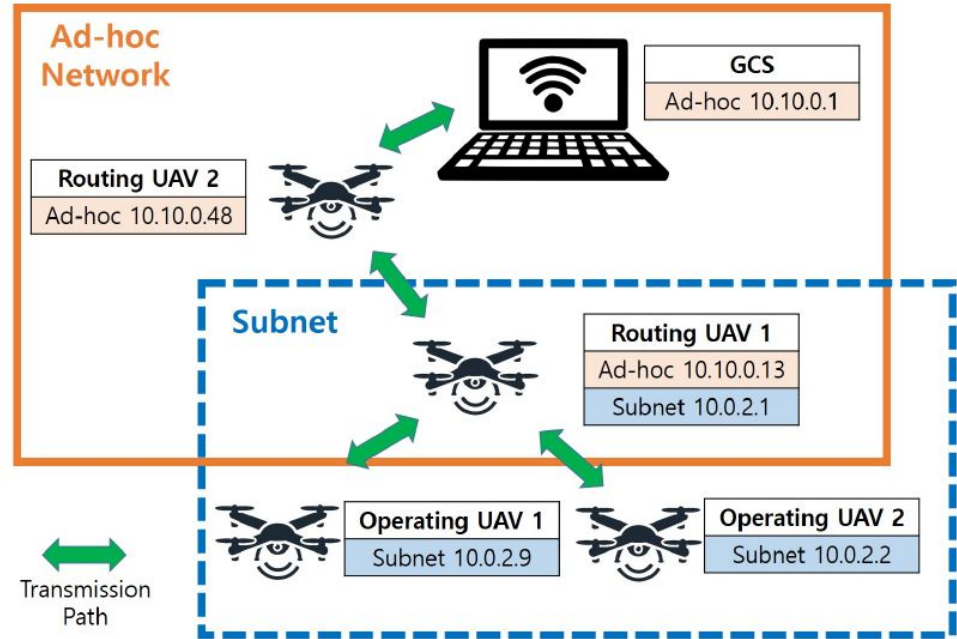 Ad-hoc
Network
GCS
Ad-hoc 10.10.0.1
Routing UAV 2
Ad-hoc 10.10.0.48
Subnet
Routing UAV 1
Ad-hoc 10.10.0.13
Subnet 10.0.2.1
Operating UAV 1
Subnet 10.0.2.9
Operating UAV 2
Subnet 10.0.2.2
Transmission
Path